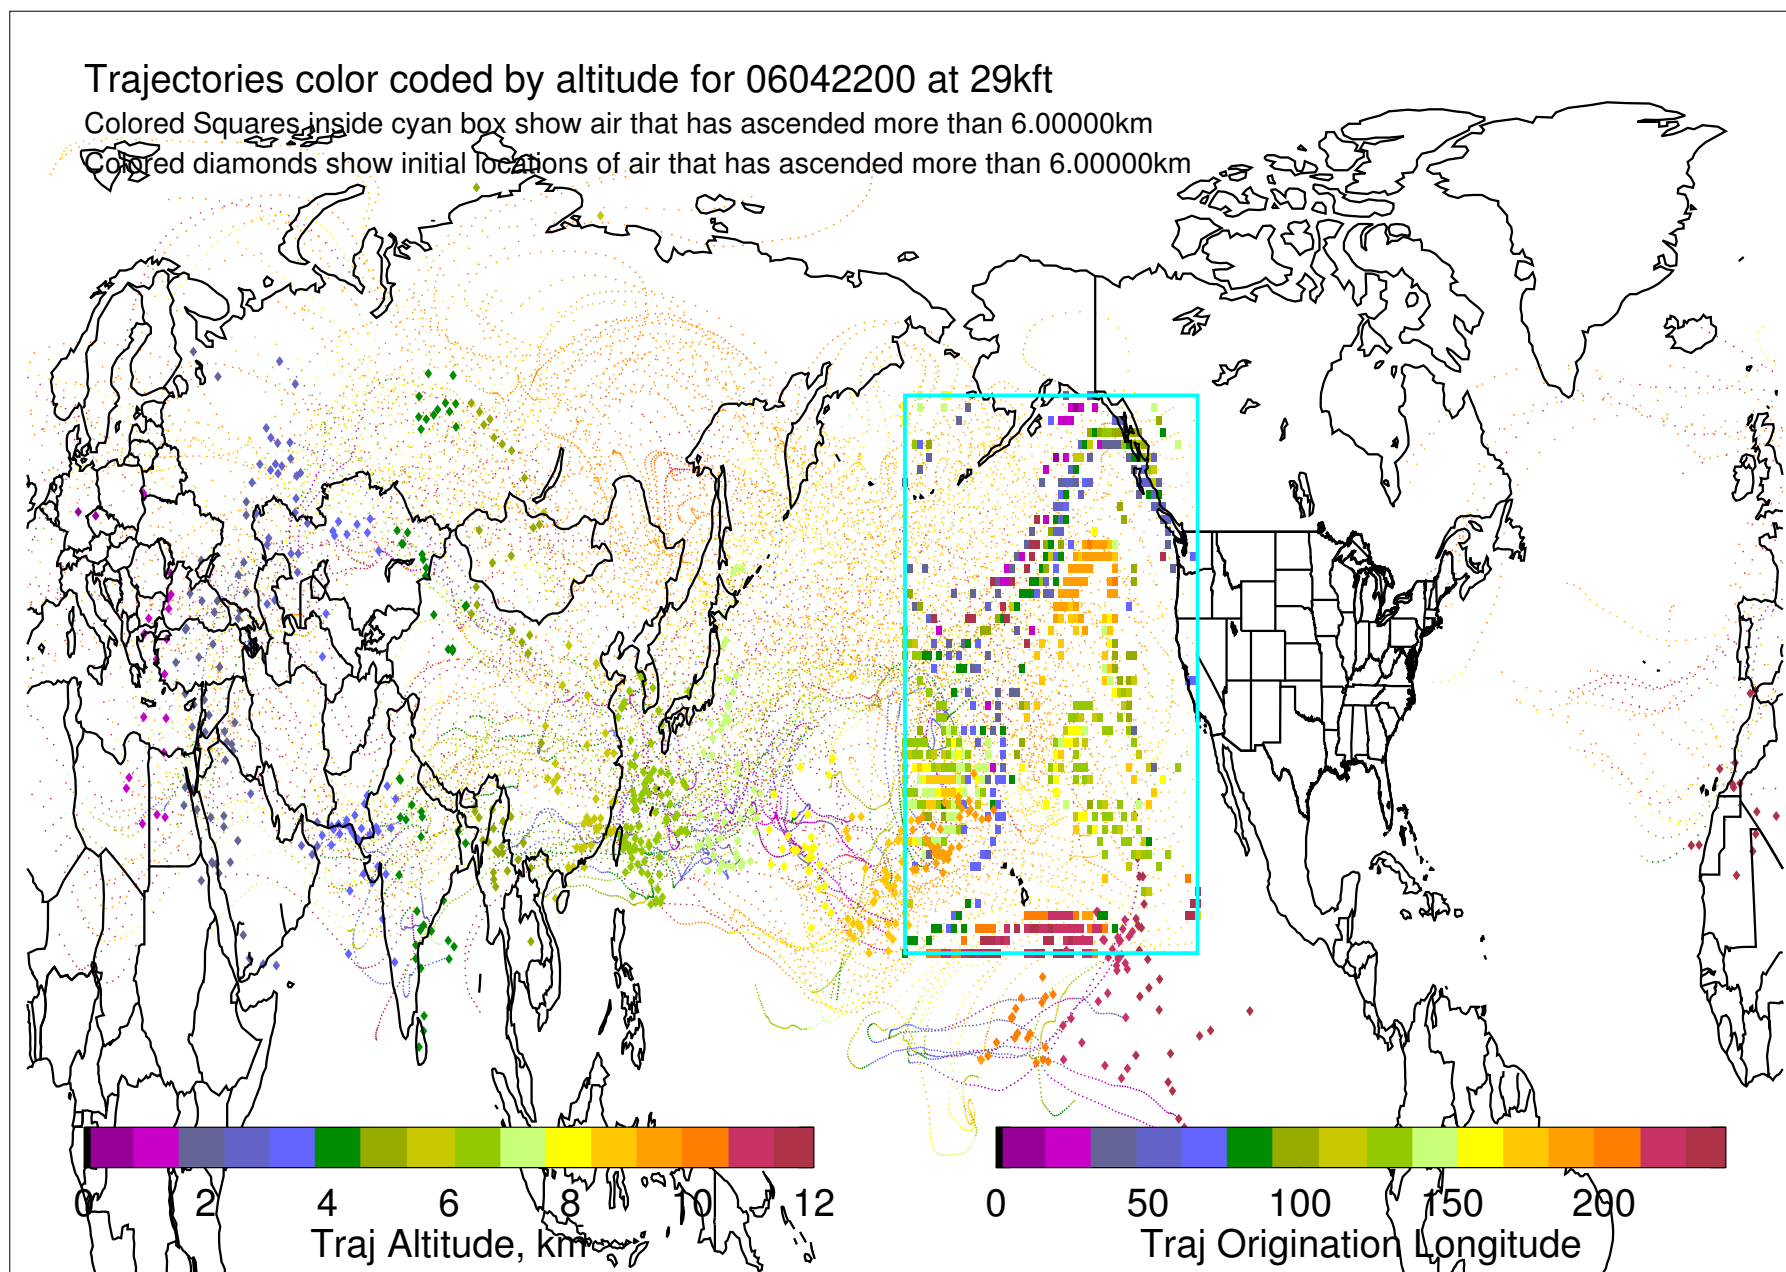 Trajectories color coded by altitude for 06042200 at 29kft
Colored Squares inside cyan box show air that has ascended more than 6.00000km
Colored diamonds show initial locations of air that has ascended more than 6.00000km
0 2 4 6 8 10 12
Traj Altitude, km
0 50 100 150 200
Traj Origination Longitude